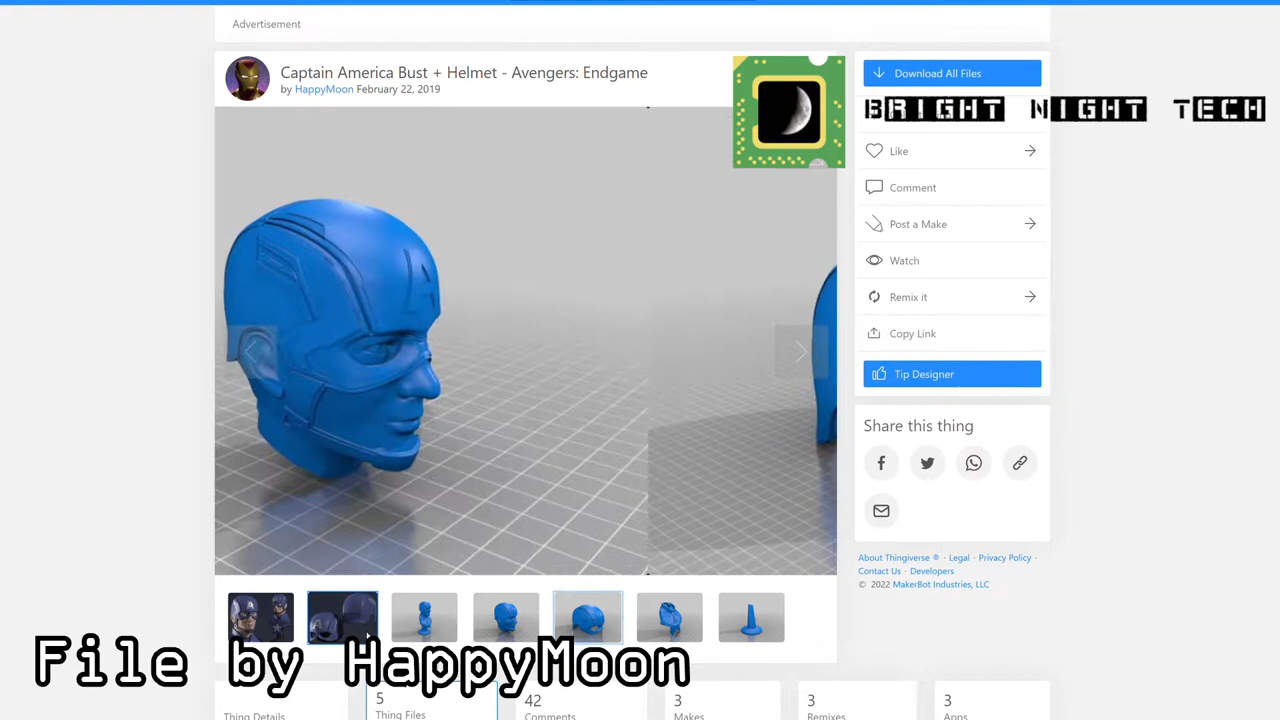 Advertisement
Captain America Bust + Helmet - Avengers: Endgame
by HappyMoon February 22, 2019
Download All Files
BRIGHT NIGHT TECH
Like
Comment
Post a Make
Watch
Remix it
Copy Link
Tip Designer
Share this thing
About Thingiverse ® · Legal · Privacy Policy ·
Contact Us · Developers
© 2022 MakerBot Industries, LLC
File by HappyMoon
Thing Details
5
Thing Files
42
Comments
3
Makes
3
Remixes
3
Apps